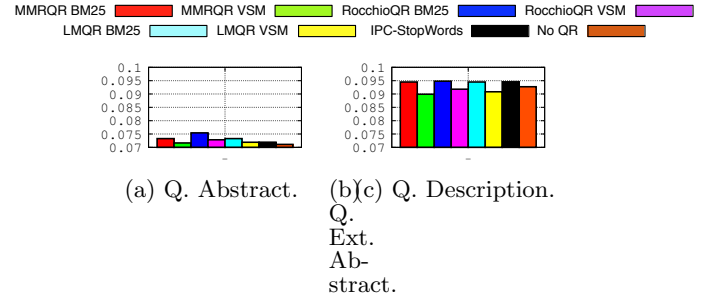 MMRQR BM25 MMRQR VSM RocchioQR BM25 RocchioQR VSM
LMQR BM25 LMQR VSM IPC-StopWords No QR
0.1 0.1
0.095 0.095
0.09 0.09
0.085 0.085
0.08 0.08
0.075 0.075
0.07 0.07
(a) Q. Abstract. (b)(c) Q. Description.
Q.
Ext.
Ab-
stract.